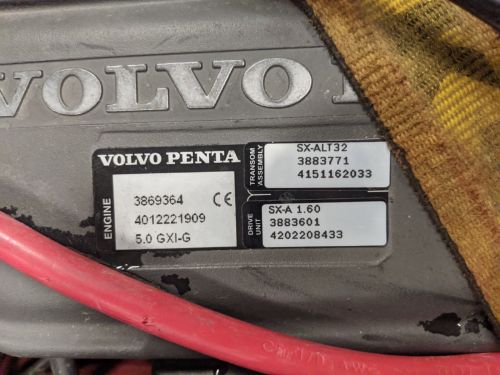 VOLVO P
VOLVO PENTA
ENGINE
3869364 CE
4012221909
5.0 GXI-G
TRANSOM
ASSEMBLY
SX-ALT32
3883771
4151162033
DRIVE
UNIT
SX-A 1.60
3883601
4202208433